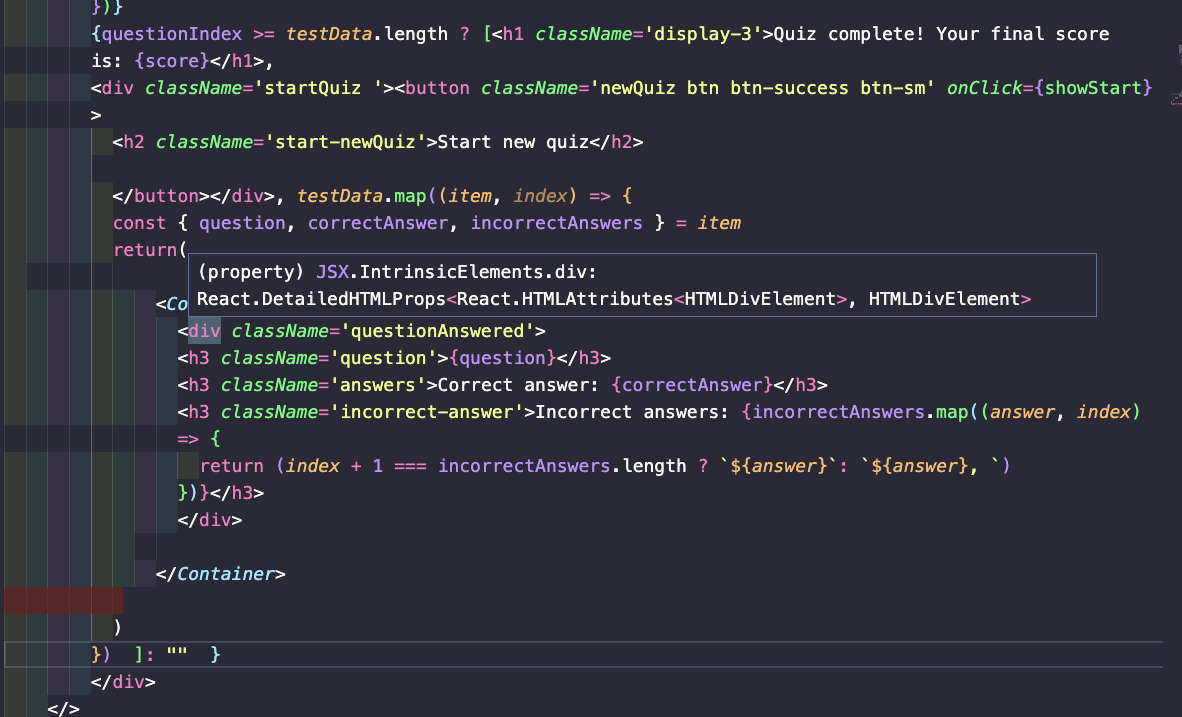 })}
{questionIndex >= testData.length ? [<h1 className='display-3'>Quiz complete! Your final score
is: {score}</h1>,
<div className='startQuiz '><button className='newQuiz btn btn-success btn-sm' onClick={showStart}
>
<h2 className='start-newQuiz'>Start new quiz</h2>
</button></div>, testData.map((item, index) => {
const { question, correctAnswer, incorrectAnswers } = item
return(
(property) JSX.IntrinsicElements.div:
React.DetailedHTMLProps<React.HTMLAttributes<HTMLDivElement>, HTMLDivElement>
<Co
<div className='questionAnswered'>
<h3 className='question'>{question}</h3>
<h3 className='answers'>Correct answer: {correctAnswer}</h3>
<h3 className='incorrect-answer'>Incorrect answers: {incorrectAnswers.map((answer, index)
=> {
return (index + 1 === incorrectAnswers.length ? `${answer}`: `${answer}, `)
})}</h3>
</div>
</Container>
)
})  ]: ""  }
</div>
</>